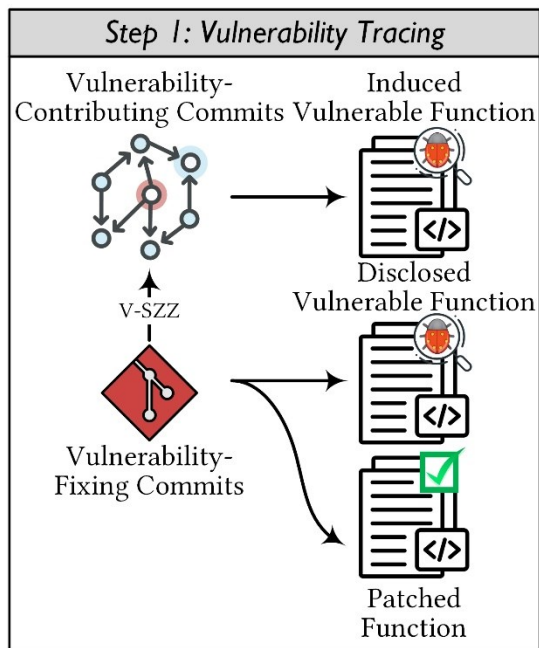 Step 1: Vulnerability Tracing
Vulnerability-
Contributing Commits
Induced
Vulnerable Function
</>
Disclosed
Vulnerable Function
V-SZZ
</>
Vulnerability-
Fixing Commits
</>
Patched
Function